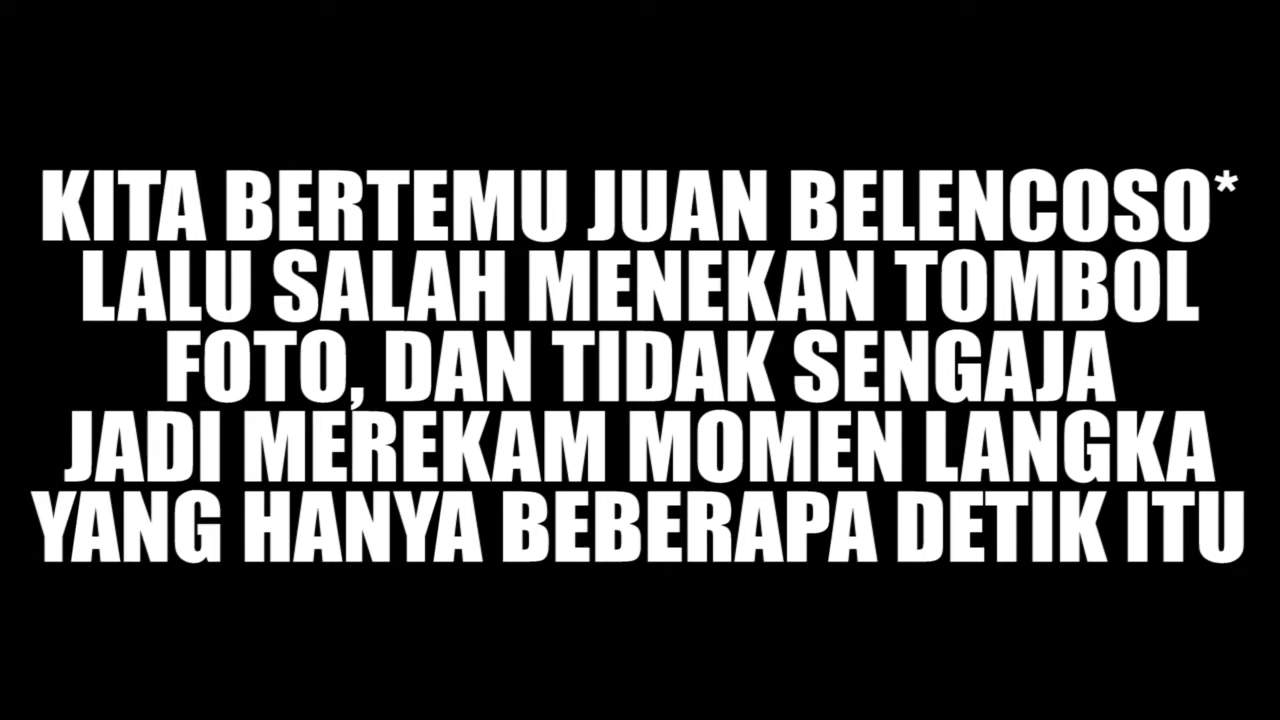 KITA BERTEMU JUAN BELENCOSO*
LALU SALAH MENEKAN TOMBOL
FOTO, DAN TIDAK SENGAJA
JADI MEREKAM MOMEN LANGKA
YANG HANYA BEBERAPA DETIK ITU